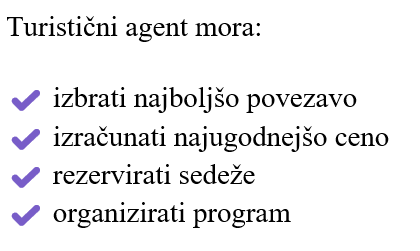 Turistični agent mora:
izbrati najboljšo povezavo
izračunati najugodnejšo ceno
rezervirati sedeže
organizirati program